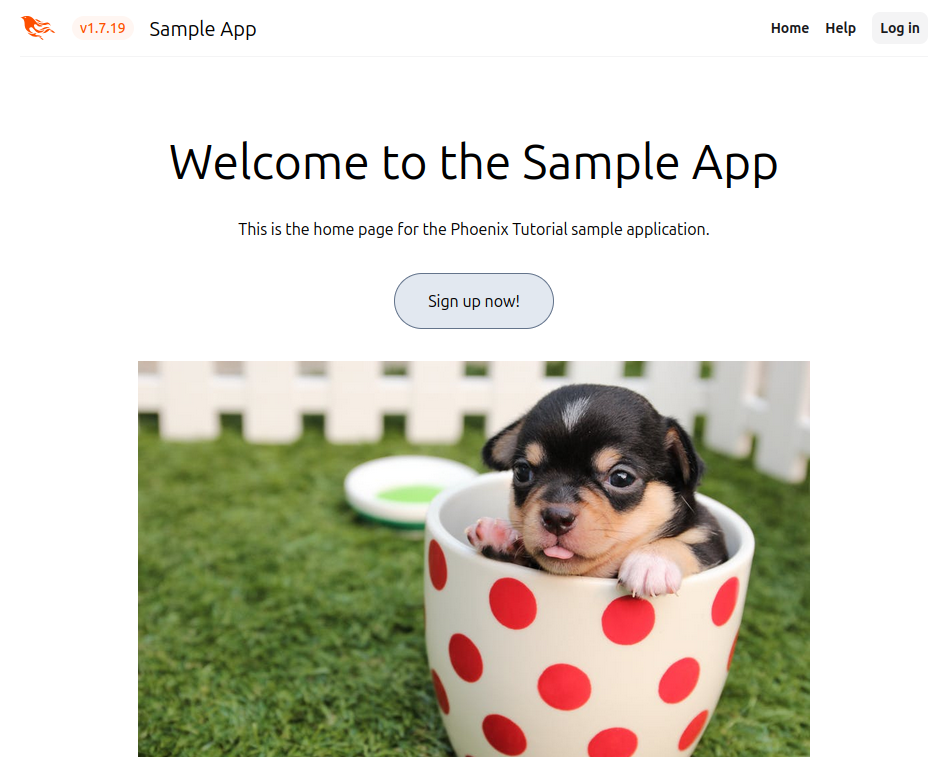 v1.7.19 Sample App Home Help Log in
Welcome to the Sample App
This is the home page for the Phoenix Tutorial sample application.
Sign up now!